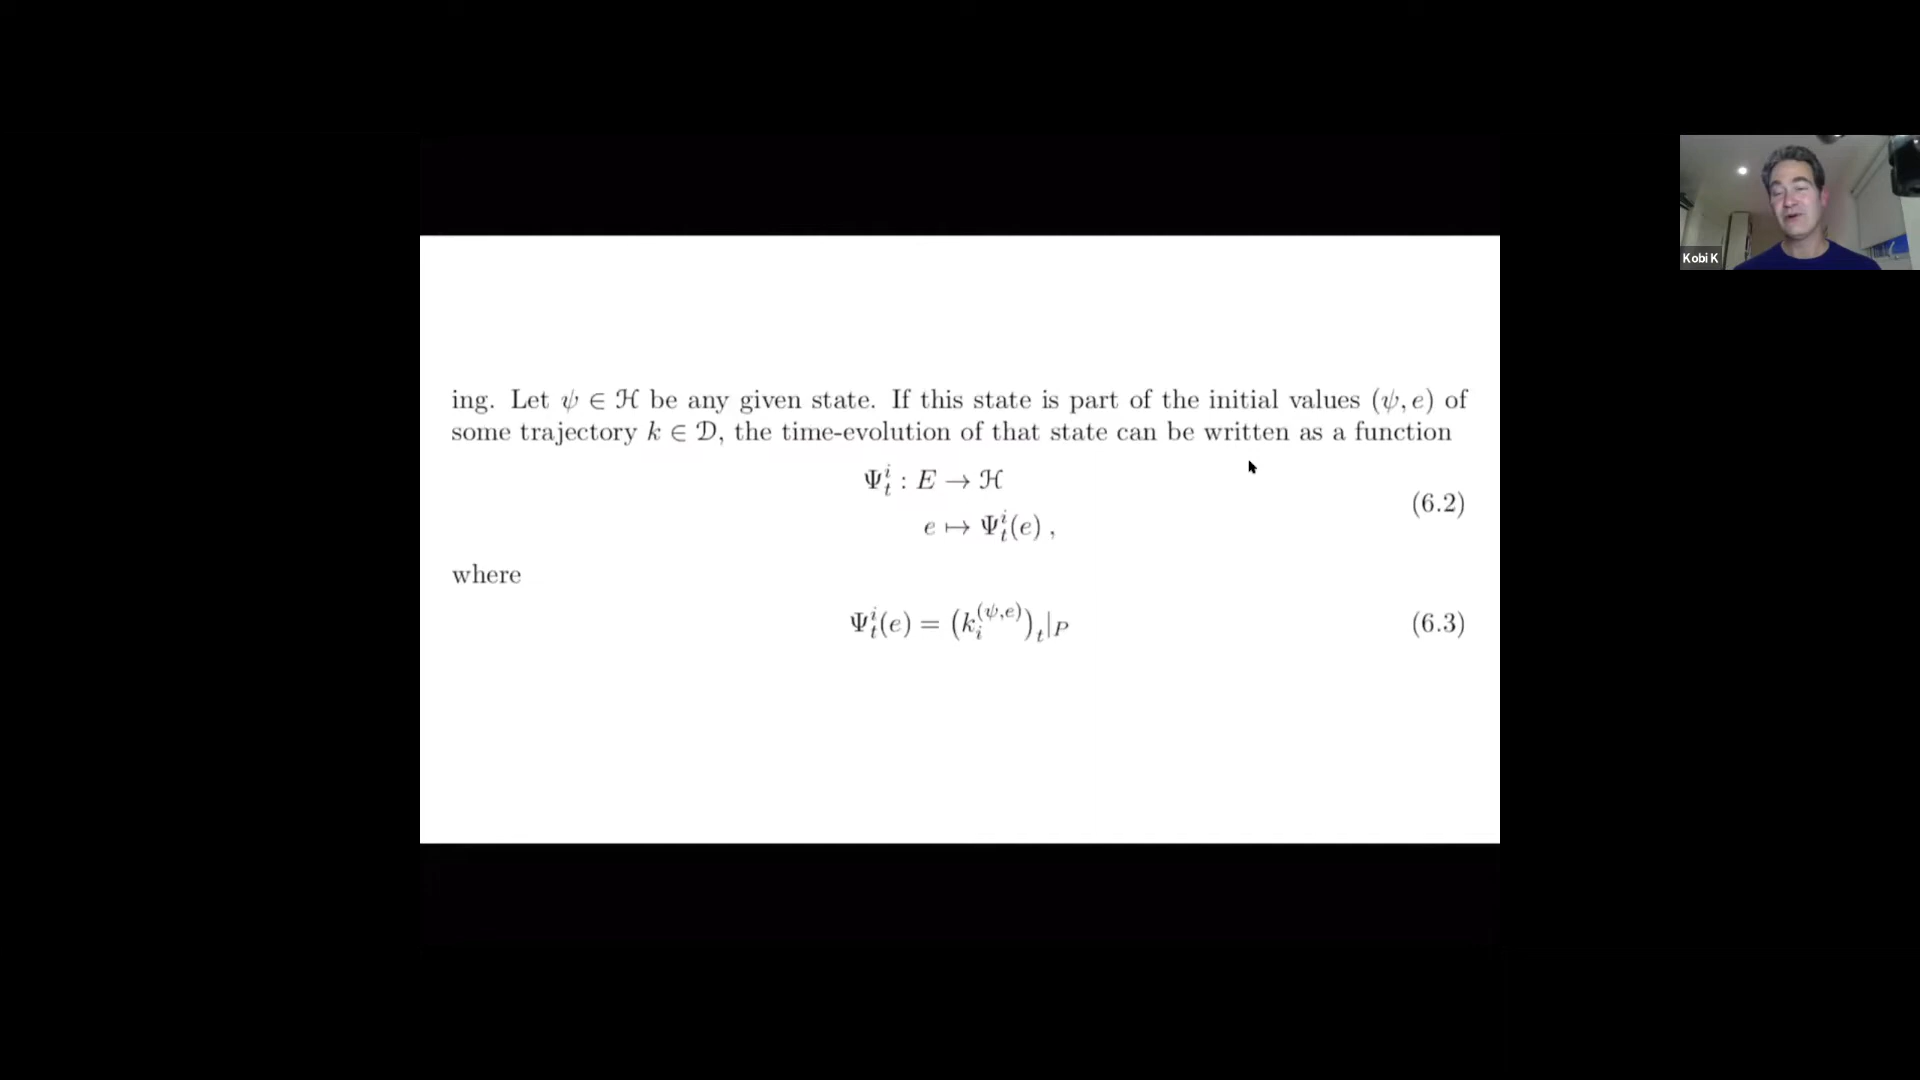 ing. Let ψ ∈ ℋ be any given state. If this state is part of the initial values (ψ, e) of
some trajectory k ∈ 𝒟, the time-evolution of that state can be written as a function
Ψ^i_t : E → ℋ
e ↦ Ψ^i_t(e) ,
(6.2)
where
Ψ^i_t(e) = (k_i^{(ψ,e)})_t|_P (6.3)
Kobi K